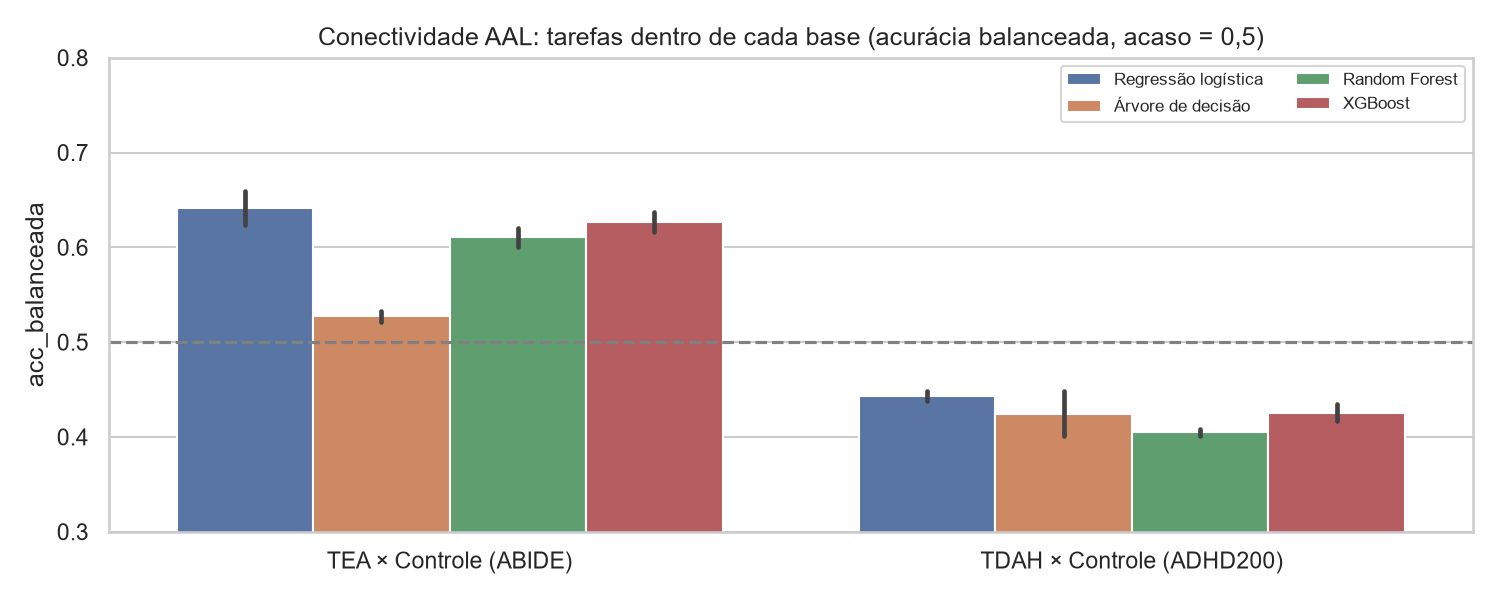 Conectividade AAL: tarefas dentro de cada base (acurácia balanceada, acaso = 0,5)
Regressão logística
Árvore de decisão
Random Forest
XGBoost
acc_balanceada
0.8
0.7
0.6
0.5
0.4
0.3
TEA × Controle (ABIDE)
TDAH × Controle (ADHD200)